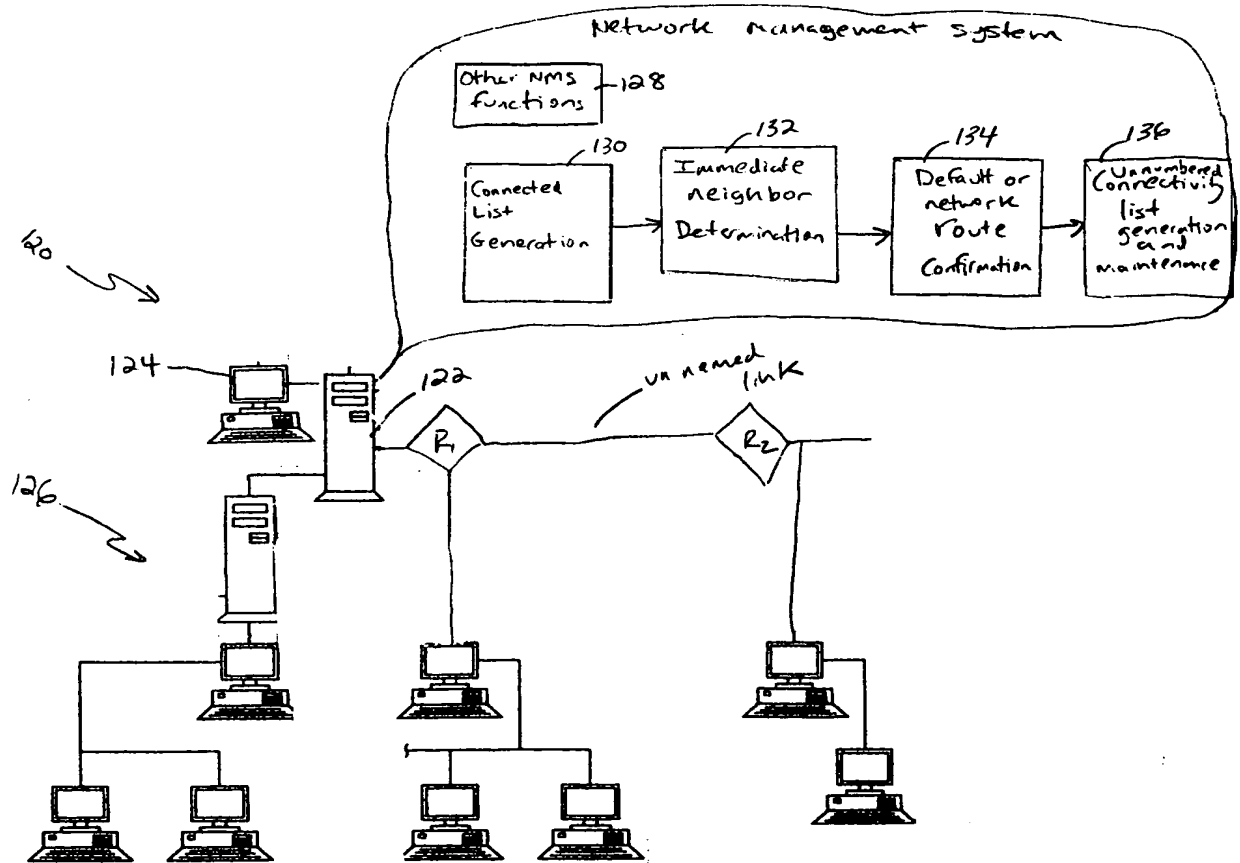 Network management system
Other NMS
functions
128
130
Connected
List
Generation
132
Immediate
neighbor
Determination
134
Default or
network
route
Confirmation
136
unnumbered
Connectivity
list
generation
and
maintenance
120
124
122
unnamed
link
R1
R2
126